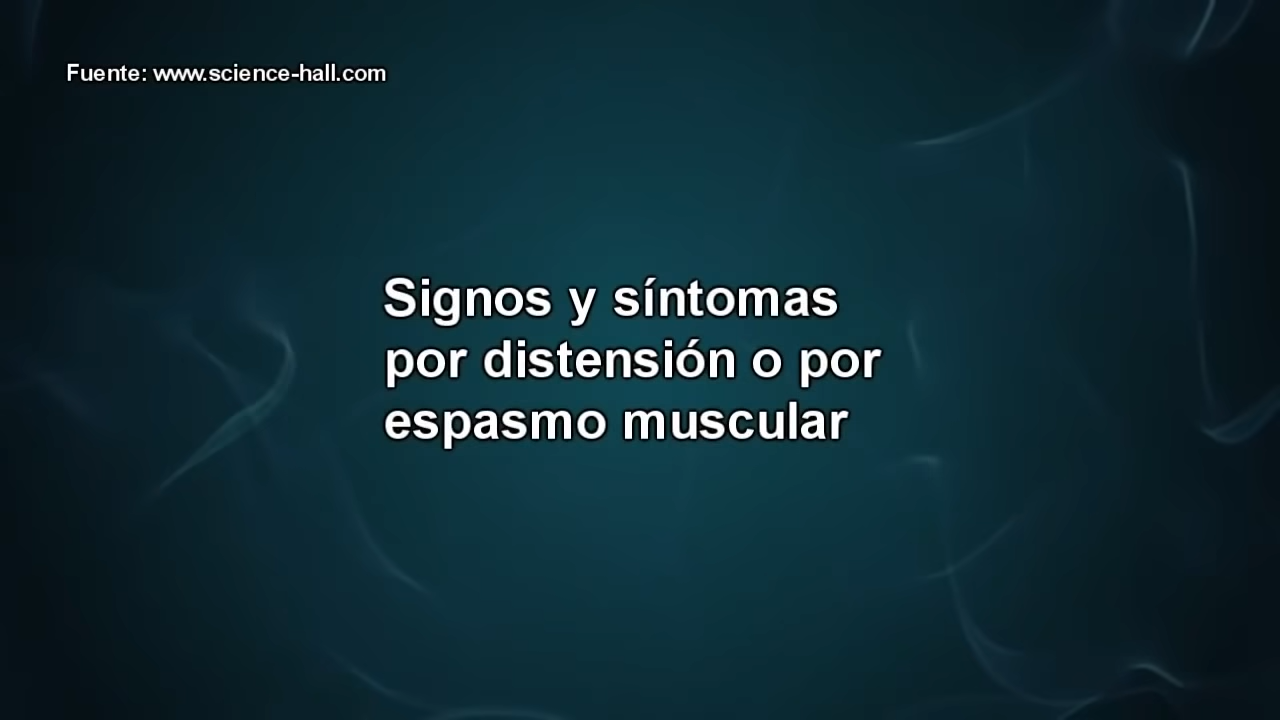 Fuente: www.science-hall.com
Signos y síntomas
por distensión o por
espasmo muscular